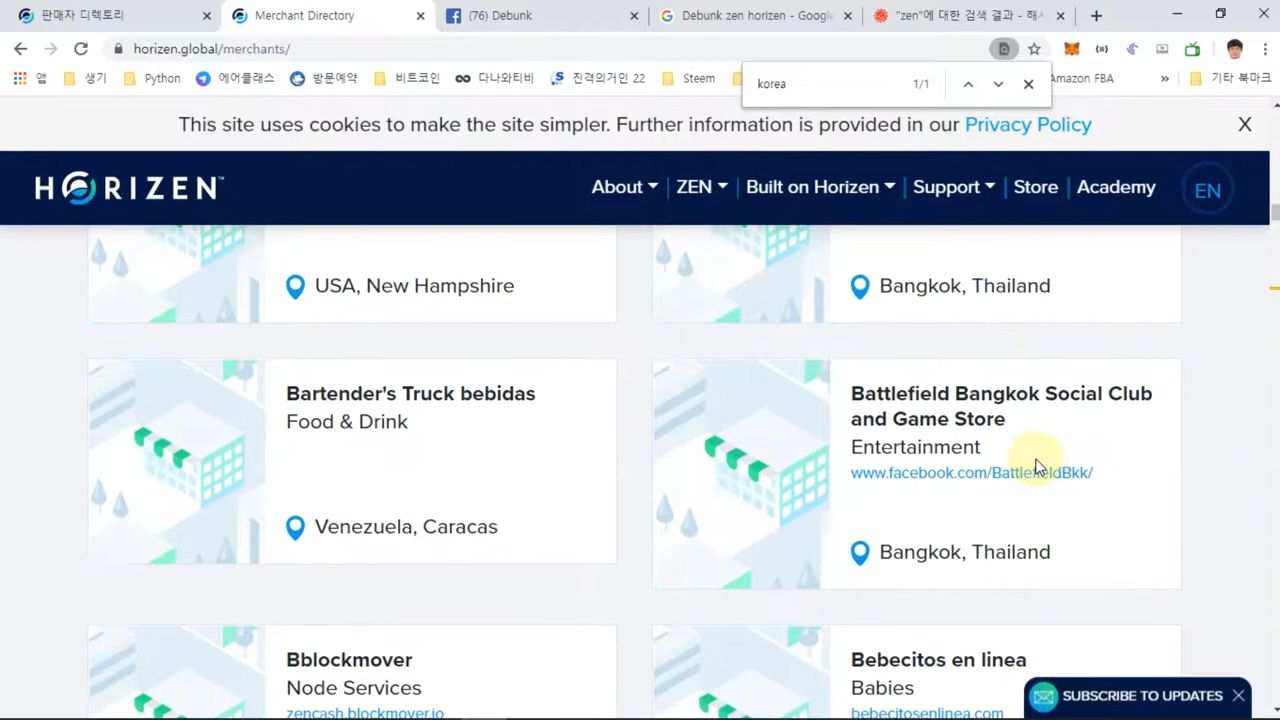 판매자 디렉토리
Merchant Directory
(76) Debunk
Debunk zen horizen - Google
"zen"에 대한 검색 결과 - 해시
horizen.global/merchants/
앱
생기
Python
에어클래스
방문예약
비트코인
다나와티비
진격의거인 22
Steem
Amazon FBA
»
기타 북마크
korea
1/1
This site uses cookies to make the site simpler. Further information is provided in our Privacy Policy
X
HORIZEN™
About
ZEN
Built on Horizen
Support
Store
Academy
EN
USA, New Hampshire
Bangkok, Thailand
Bartender's Truck bebidas
Food & Drink
Venezuela, Caracas
Battlefield Bangkok Social Club
and Game Store
Entertainment
www.facebook.com/BattlefieldBkk/
Bangkok, Thailand
Bblockmover
Node Services
zencash.blockmover.io
Bebecitos en linea
Babies
bebecitosenlinea.com
SUBSCRIBE TO UPDATES